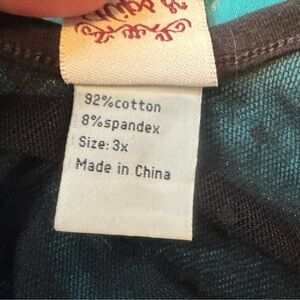 92%cotton
8%spandex
Size: 3x
Made in China